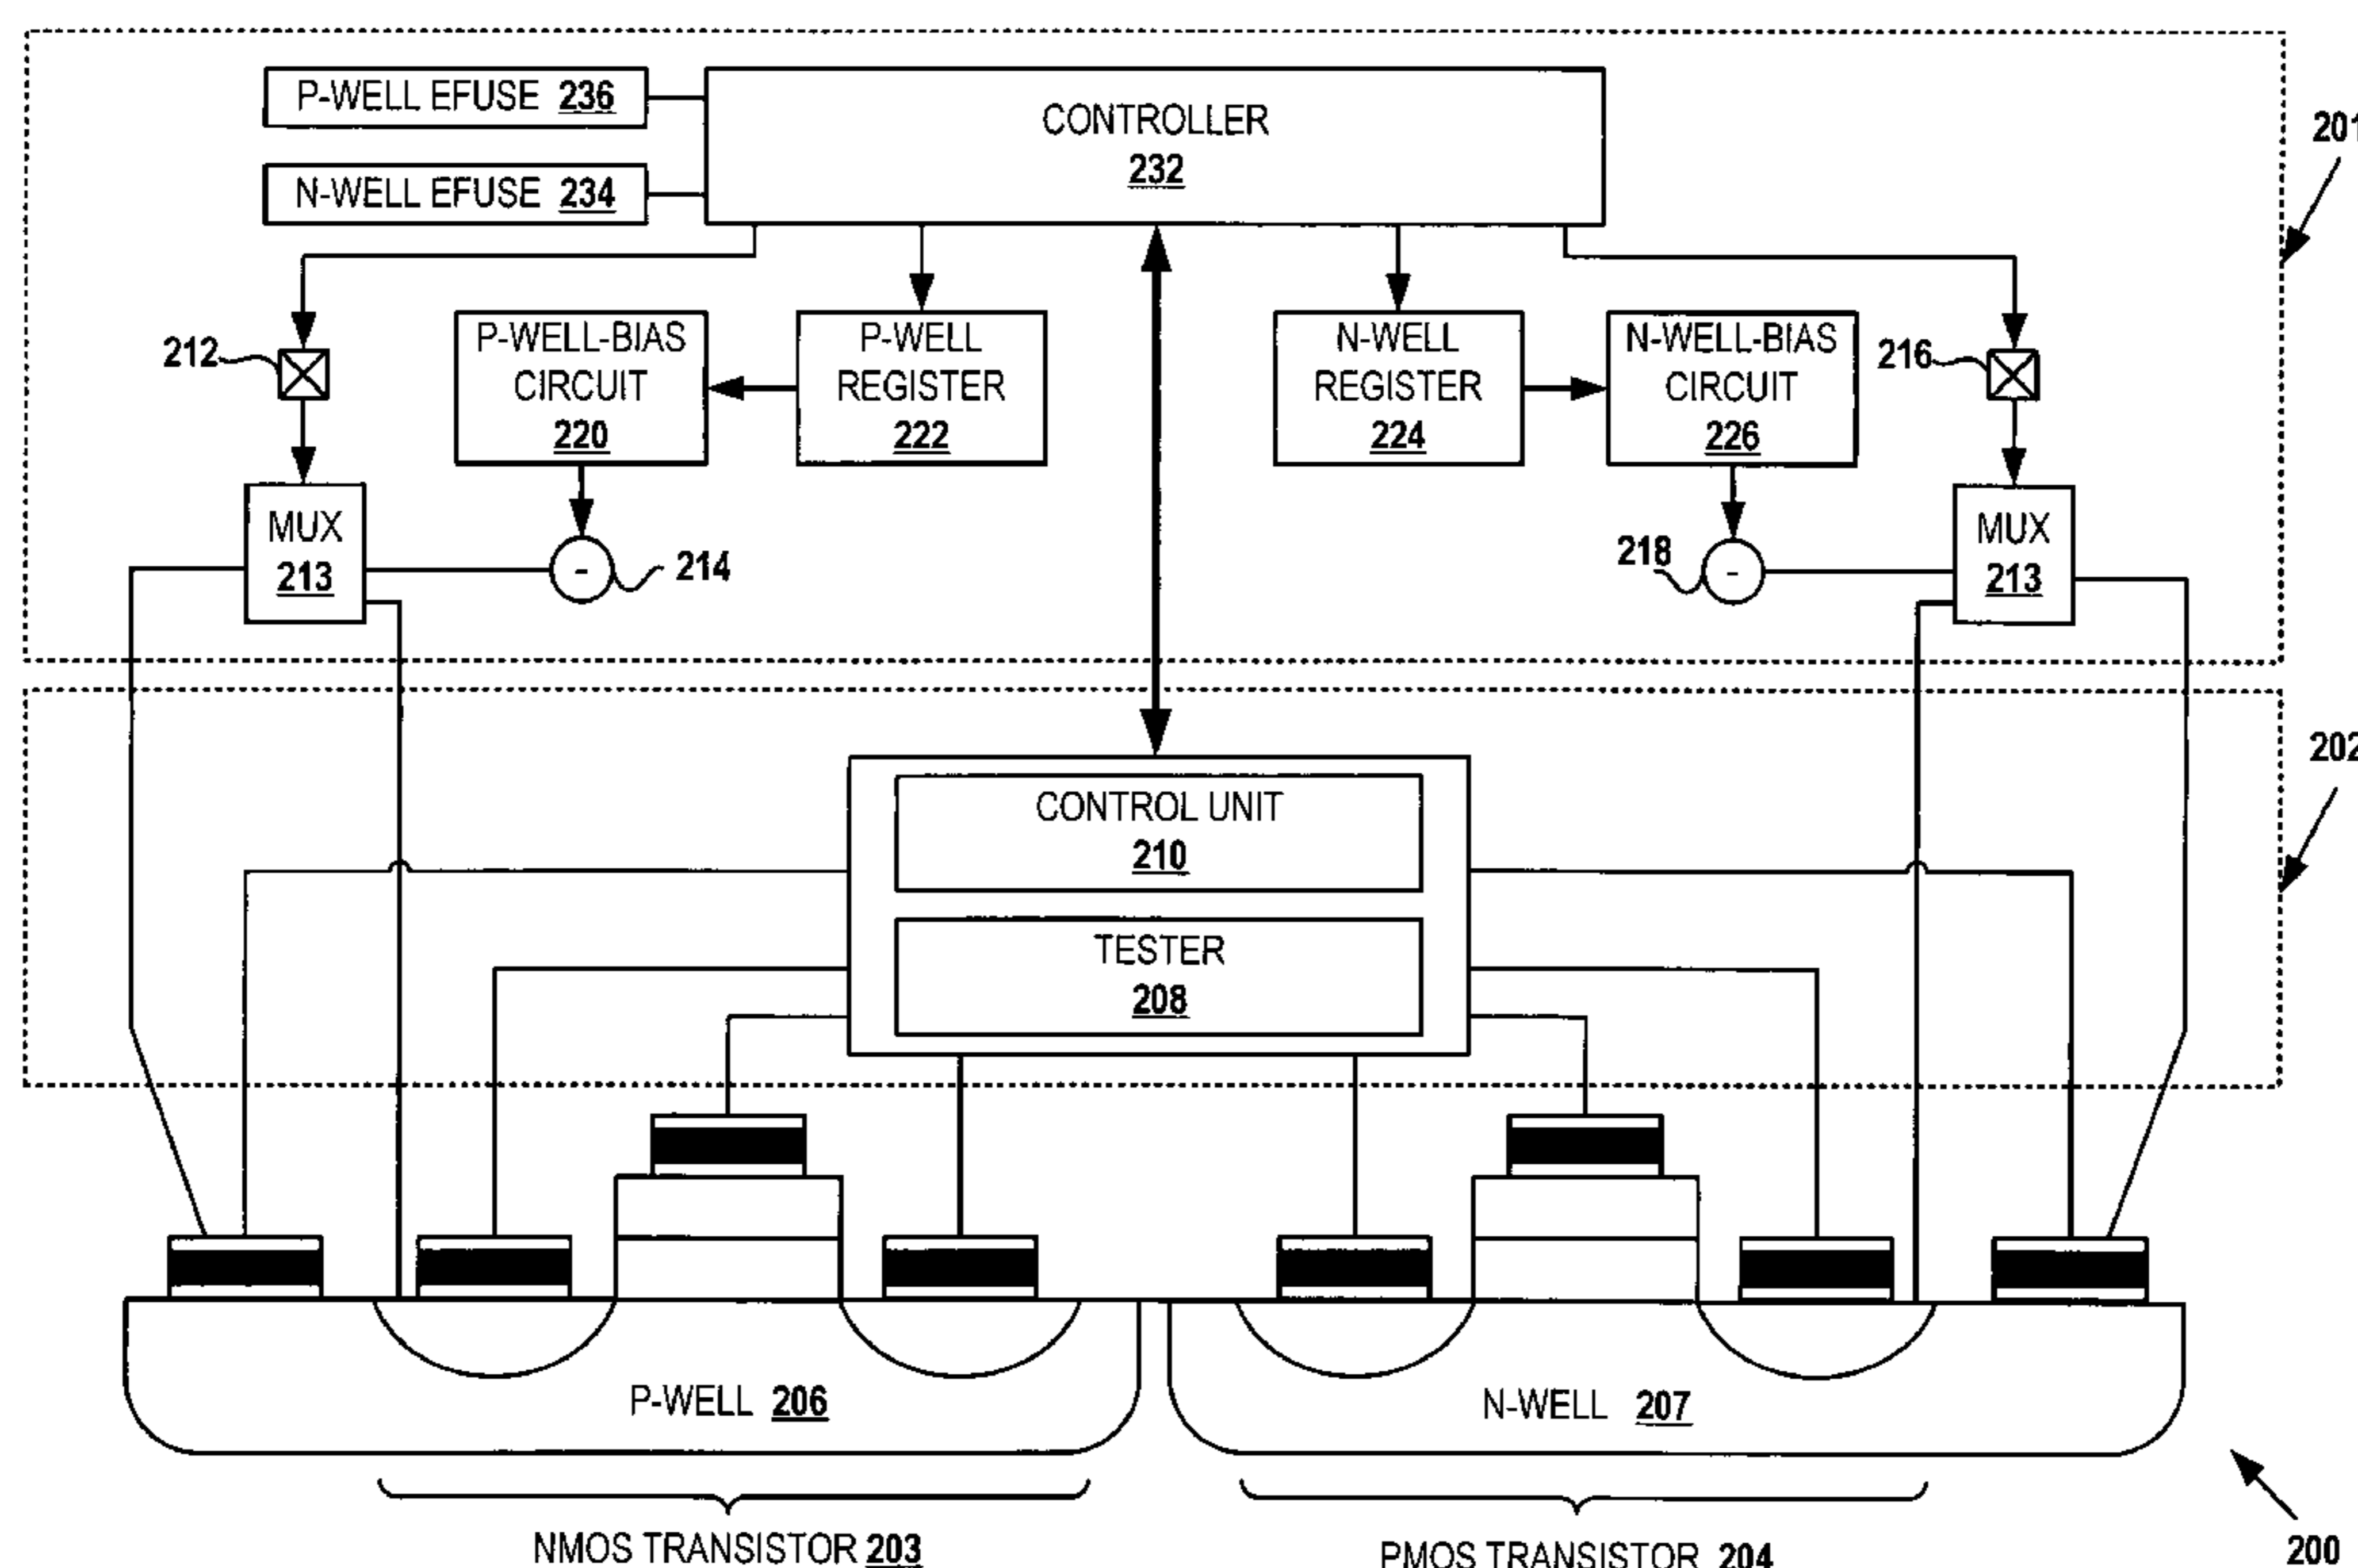 P-WELL EFUSE 236
CONTROLLER
232
N-WELL EFUSE 234
201
212
P-WELL-BIAS
CIRCUIT
220
P-WELL
REGISTER
222
N-WELL
REGISTER
224
N-WELL-BIAS
CIRCUIT
226
216
MUX
213
-
214
218
-
MUX
213
202
CONTROL UNIT
210
TESTER
208
P-WELL 206
N-WELL 207
NMOS TRANSISTOR 203
PMOS TRANSISTOR 204
200